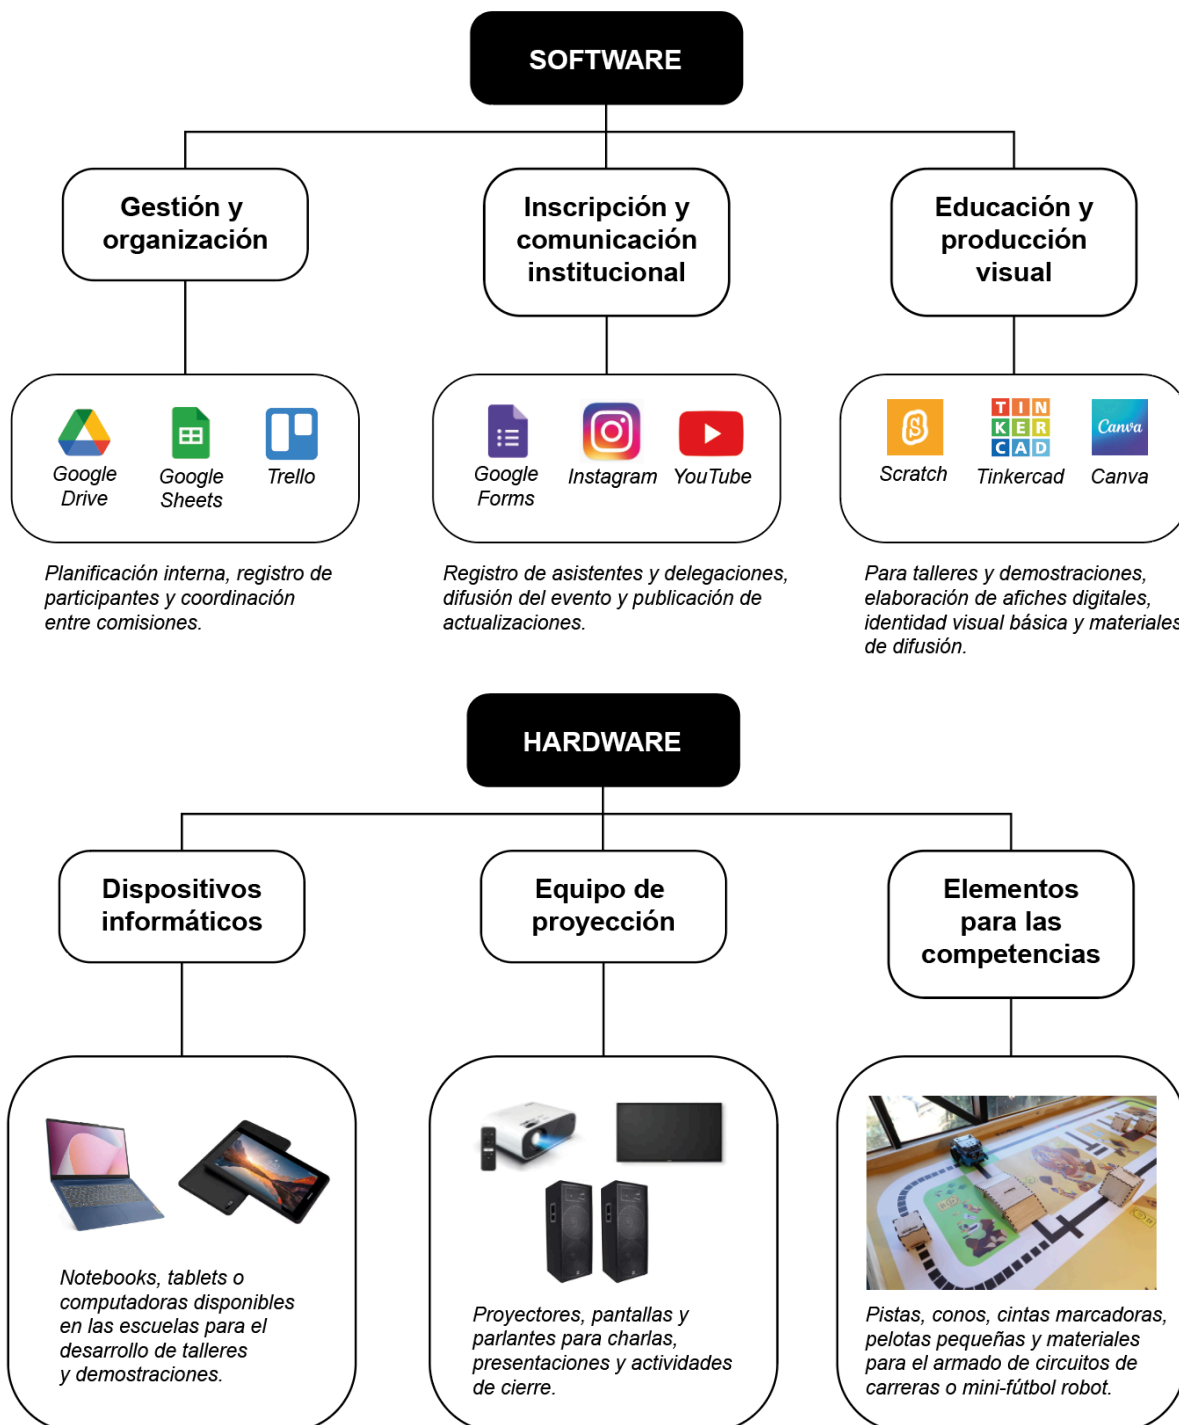 SOFTWARE
Gestión y
organización
Inscripción y
comunicación
institucional
Educación y
producción
visual
Google
Drive
Google
Sheets
Trello
Google
Forms
Instagram
YouTube
Scratch
TIN
KER
CAD
Tinkercad
Canva
Canva
Planificación interna, registro de
participantes y coordinación
entre comisiones.
Registro de asistentes y delegaciones,
difusión del evento y publicación de
actualizaciones.
Para talleres y demostraciones,
elaboración de afiches digitales,
identidad visual básica y materiales
de difusión.
HARDWARE
Dispositivos
informáticos
Equipo de
proyección
Elementos
para las
competencias
Notebooks, tablets o
computadoras disponibles
en las escuelas para el
desarrollo de talleres
y demostraciones.
Proyectores, pantallas y
parlantes para charlas,
presentaciones y actividades
de cierre.
Pistas, conos, cintas marcadoras,
pelotas pequeñas y materiales
para el armado de circuitos de
carreras o mini-fútbol robot.